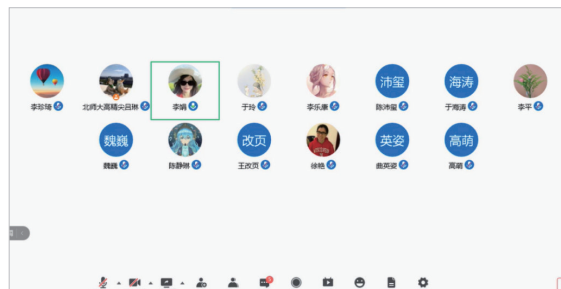 沛玺
海涛
李珍琦
北师大高精尖吕琳
李娟
于玲
李乐康
陈沛玺
于海涛
李平
魏巍
改页
英姿
高萌
魏巍
陈静琳
王改页
徐艳
曲英姿
高萌